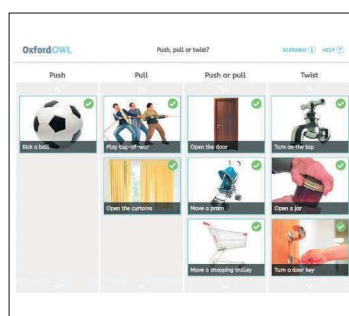 OxfordOWL
Push, pull or twist?
SCENARIO
HELP
Push
Pull
Push or pull
Twist
Kick a ball
Play tug-of-war
Open the door
Turn on the tap
Open the curtains
Move a pram
Open a jar
Move a shopping trolley
Turn a door key